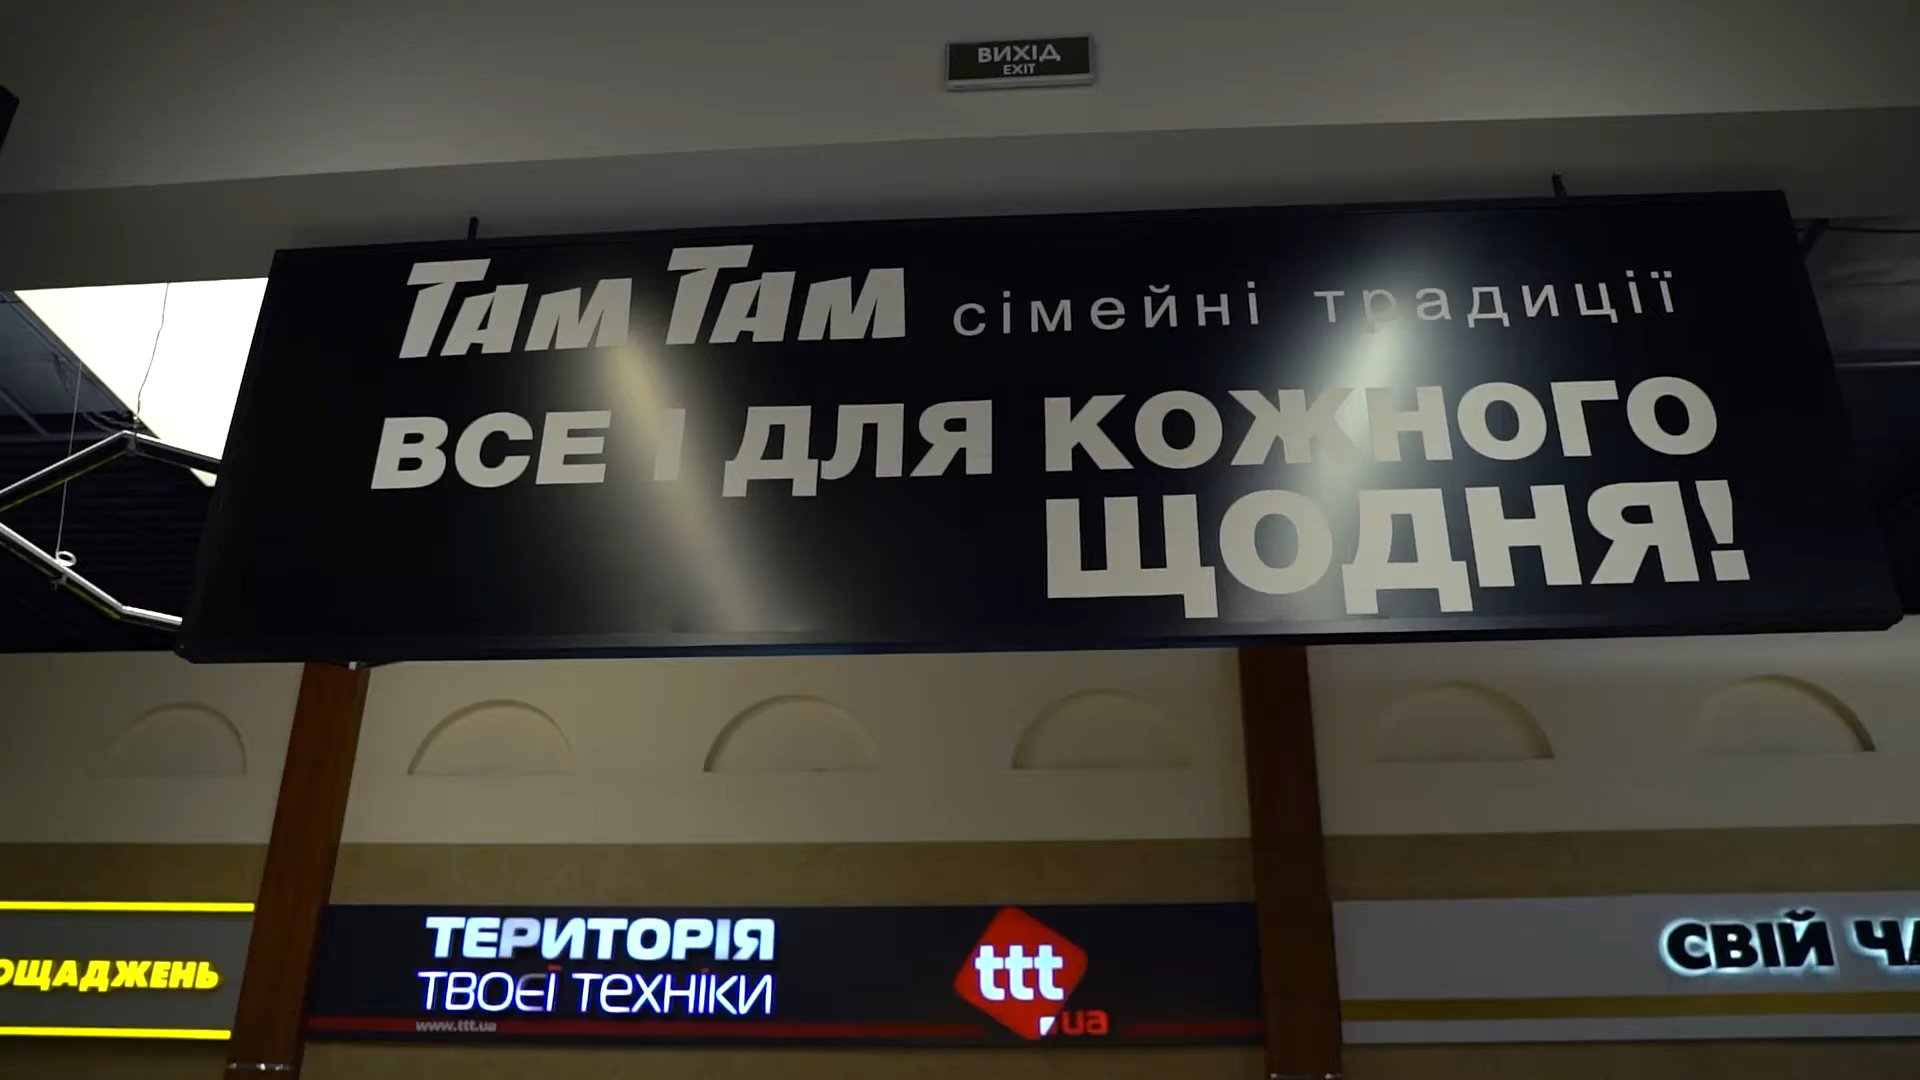 ВИХІД
EXIT
ТАМ ТАМ сімейні традиції
ВСЕ І ДЛЯ КОЖНОГО
ЩОДНЯ!
ТЕРИТОРІЯ
ТВОЄЇ ТЕХНІКИ
www.ttt.ua
ttt
.ua
СВІЙ